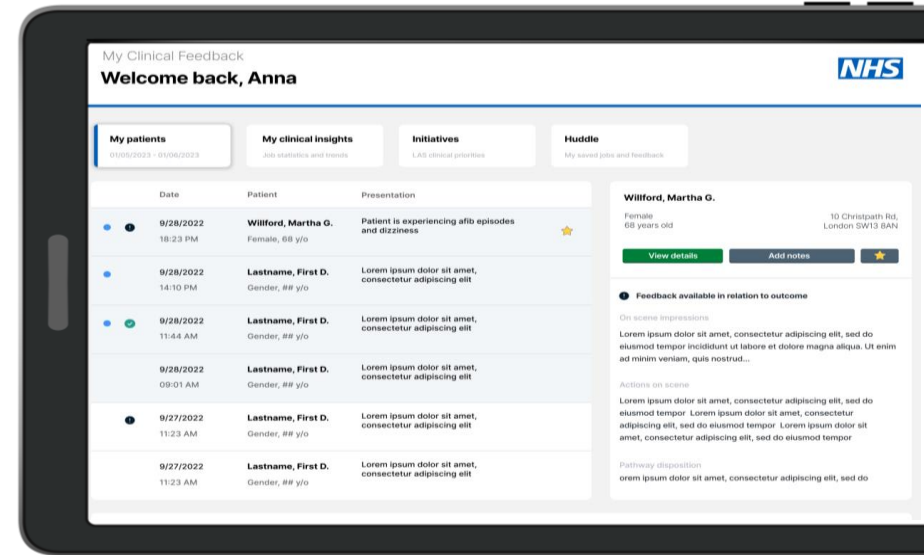 My Clinical Feedback
Welcome back, Anna
NHS
My patients
01/05/2023 - 01/06/2023
My clinical insights
Job statistics and trends
Initiatives
LAS clinical priorities
Huddle
My saved jobs and feedback
Date Patient Presentation
9/28/2022 Willford, Martha G. Patient is experiencing afib episodes
and dizziness
18:23 PM Female, 68 y/o
9/28/2022 Lastname, First D. Lorem ipsum dolor sit amet,
consectetur adipiscing elit
14:10 PM Gender, ## y/o
9/28/2022 Lastname, First D. Lorem ipsum dolor sit amet,
consectetur adipiscing elit
11:44 AM Gender, ## y/o
9/28/2022 Lastname, First D. Lorem ipsum dolor sit amet,
consectetur adipiscing elit
09:01 AM Gender, ## y/o
9/27/2022 Lastname, First D. Lorem ipsum dolor sit amet,
consectetur adipiscing elit
11:23 AM Gender, ## y/o
9/27/2022 Lastname, First D. Lorem ipsum dolor sit amet,
consectetur adipiscing elit
11:23 AM Gender, ## y/o
Willford, Martha G.
Female 10 Christpath Rd,
68 years old London SW13 8AN
View details Add notes
Feedback available in relation to outcome
On scene impressions
Lorem ipsum dolor sit amet, consectetur adipiscing elit, sed do
eiusmod tempor incididunt ut labore et dolore magna aliqua. Ut enim
ad minim veniam, quis nostrud...
Actions on scene
Lorem ipsum dolor sit amet, consectetur adipiscing elit, sed do
eiusmod tempor Lorem ipsum dolor sit amet, consectetur
adipiscing elit, sed do eiusmod tempor Lorem ipsum dolor sit
amet, consectetur adipiscing elit, sed do eiusmod tempor
Pathway disposition
orem ipsum dolor sit amet, consectetur adipiscing elit, sed do